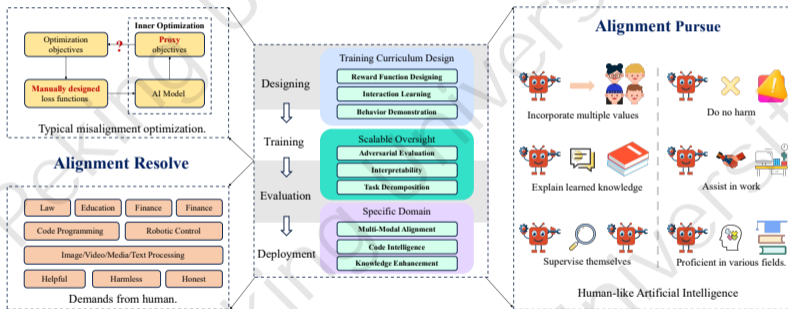 Inner Optimization
Optimization
objectives
?
Proxy
objectives
Manually designed
loss functions
AI Model
Typical misalignment optimization.
Alignment Resolve
Law
Education
Finance
Finance
Code Programming
Robotic Control
Image/Video/Media/Text Processing
Helpful
Harmless
Honest
Demands from human.
Designing
Training
Evaluation
Deployment
Training Curriculum Design
Reward Function Designing
Interaction Learning
Behavior Demonstration
Scalable Oversight
Adversarial Evaluation
Interpretability
Task Decomposition
Specific Domain
Multi-Modal Alignment
Code Intelligence
Knowledge Enhancement
Alignment Pursue
Incorporate multiple values
Do no harm
Explain learned knowledge
Assist in work
Supervise themselves
Proficient in various fields.
Human-like Artificial Intelligence
Peking University